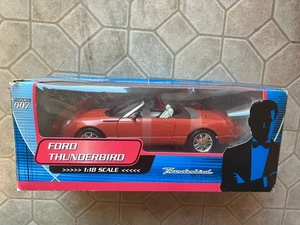 007
FORD
THUNDERBIRD
>>>>> 1:18 SCALE <<<<<
Thunderbird